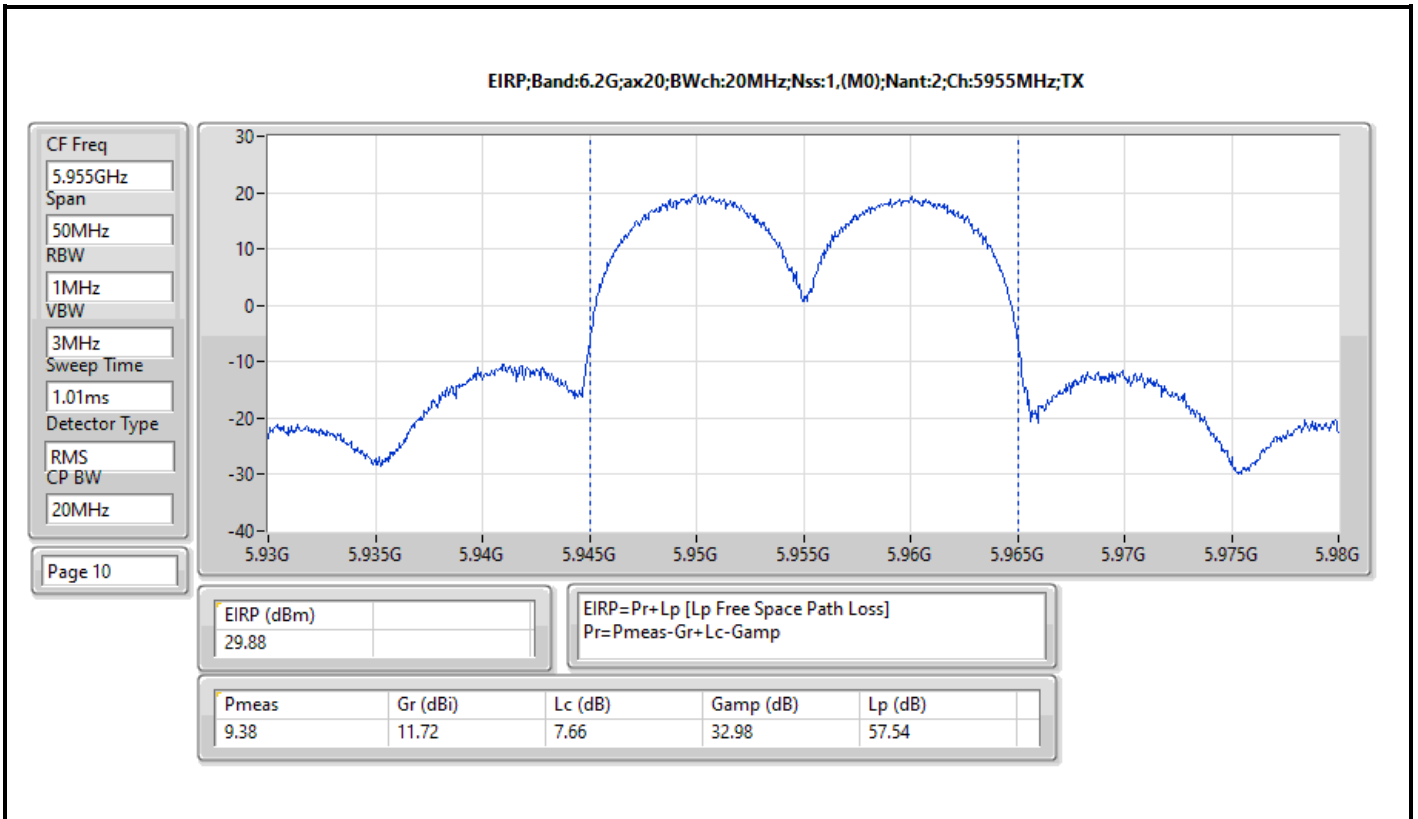 EIRP;Band:6.2G;ax20;BWch:20MHz;Nss:1,(M0);Nant:2;Ch:5955MHz;TX
CF Freq
5.955GHz
Span
50MHz
RBW
1MHz
VBW
3MHz
Sweep Time
1.01ms
Detector Type
RMS
CP BW
20MHz
Page 10
30
20
10
0
-10
-20
-30
-40
5.93G 5.935G 5.94G 5.945G 5.95G 5.955G 5.96G 5.965G 5.97G 5.975G 5.98G
EIRP (dBm)
29.88
EIRP=Pr+Lp [Lp Free Space Path Loss]
Pr=Pmeas-Gr+Lc-Gamp
Pmeas Gr (dBi) Lc (dB) Gamp (dB) Lp (dB)
9.38 11.72 7.66 32.98 57.54